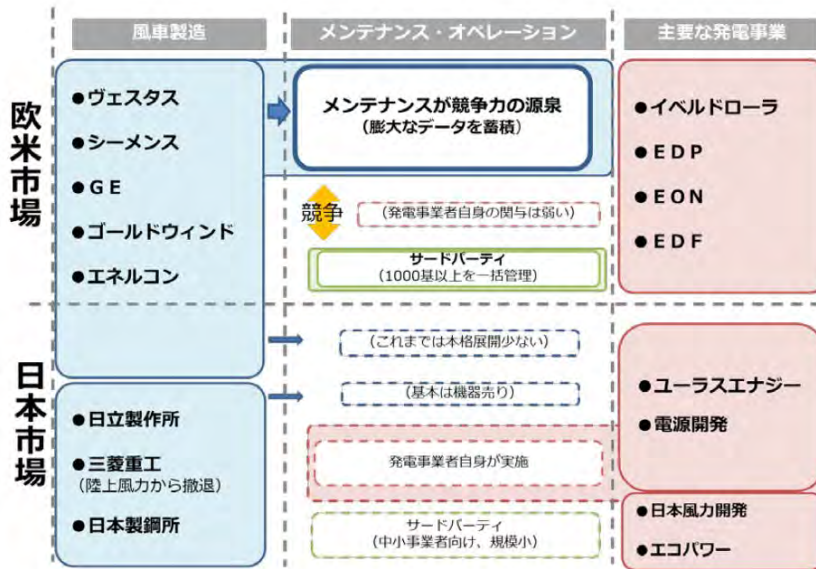 風車製造
メンテナンス・オペレーション
主要な発電事業
欧米市場
●ヴェスタス
●シーメンス
●ＧＥ
●ゴールドウィンド
●エネルコン
メンテナンスが競争力の源泉
(膨大なデータを蓄積)
競争
(発電事業者自身の関与は弱い)
サードパーティ
(1000基以上を一括管理)
●イベルドローラ
●ＥＤＰ
●ＥＯＮ
●ＥＤＦ
日本市場
●日立製作所
●三菱重工
(陸上風力から撤退)
●日本製鋼所
(これまでは本格展開少ない)
(基本は機器売り)
発電事業者自身が実施
サードパーティ
(中小事業者向け、規模小)
●ユーラスエナジー
●電源開発
●日本風力開発
●エコパワー